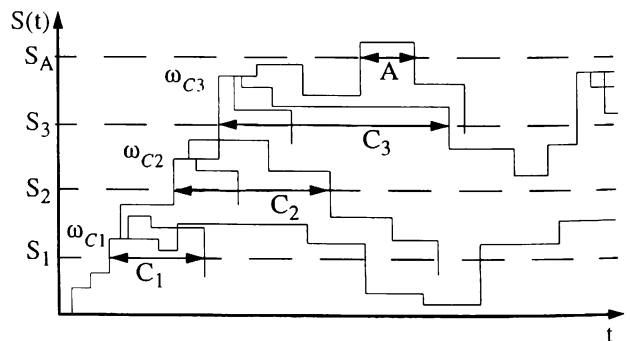 S(t)
S_A
A
ω_C3
S_3
C_3
ω_C2
S_2
C_2
ω_C1
S_1
C_1
t